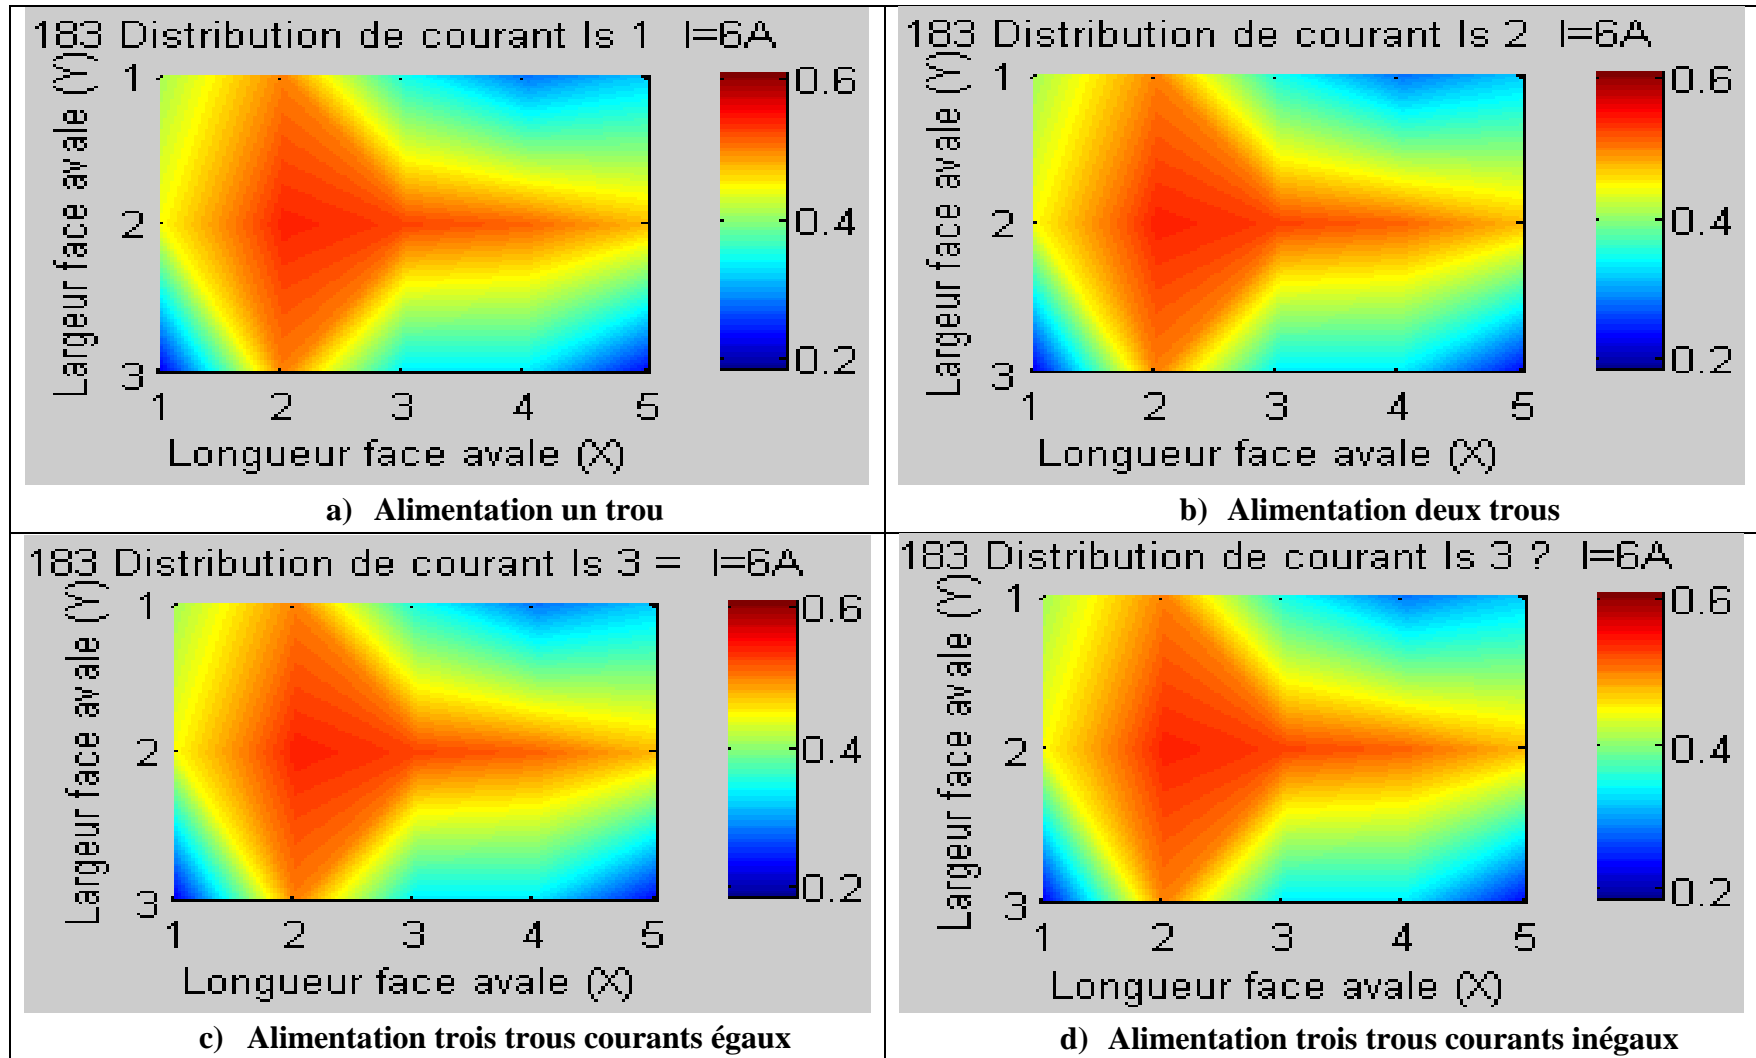 183 Distribution de courant Is 1 I=6A
Largeur face avale (Y)
1
2
3
0.6
0.4
0.2
1 2 3 4 5
Longueur face avale (X)
a) Alimentation un trou
183 Distribution de courant Is 2 I=6A
Largeur face avale (Y)
1
2
3
0.6
0.4
0.2
1 2 3 4 5
Longueur face avale (X)
b) Alimentation deux trous
183 Distribution de courant Is 3 = I=6A
Largeur face avale (Y)
1
2
3
0.6
0.4
0.2
1 2 3 4 5
Longueur face avale (X)
c) Alimentation trois trous courants égaux
183 Distribution de courant Is 3 ? I=6A
Largeur face avale (Y)
1
2
3
0.6
0.4
0.2
1 2 3 4 5
Longueur face avale (X)
d) Alimentation trois trous courants inégaux